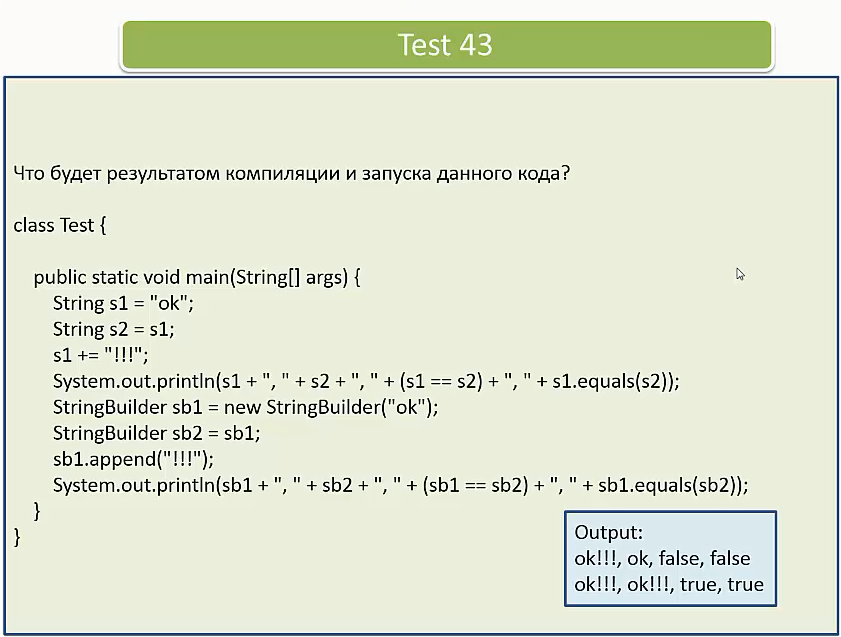 Test 43
Что будет результатом компиляции и запуска данного кода?
class Test {
public static void main(String[] args) {
String s1 = "ok";
String s2 = s1;
s1 += "!!!";
System.out.println(s1 + ", " + s2 + ", " + (s1 == s2) + ", " + s1.equals(s2));
StringBuilder sb1 = new StringBuilder("ok");
StringBuilder sb2 = sb1;
sb1.append("!!!");
System.out.println(sb1 + ", " + sb2 + ", " + (sb1 == sb2) + ", " + sb1.equals(sb2));
}
}
Output:
ok!!!, ok, false, false
ok!!!, ok!!!, true, true